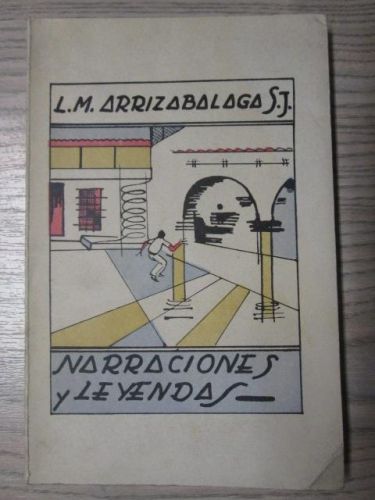 L.M. ARRIZABALAGA S.J.
NARRACIONES
y LEYENDAS